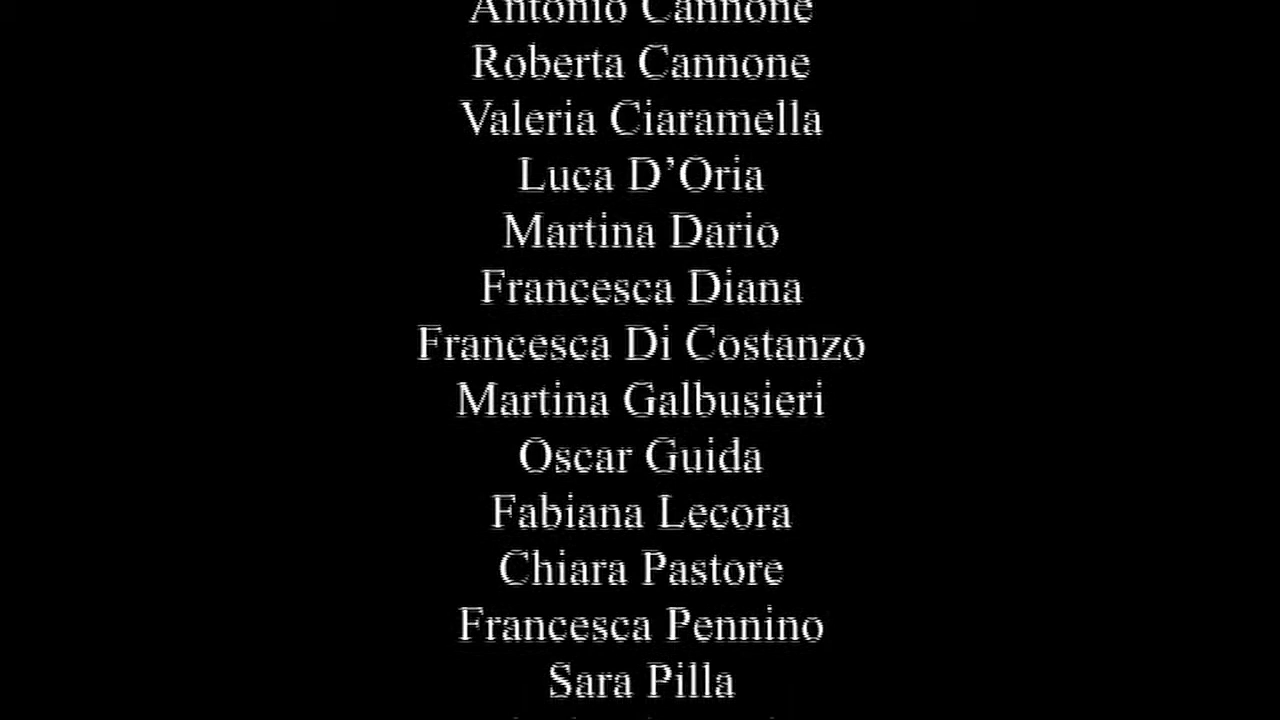 Antonio Cannone
Roberta Cannone
Valeria Ciaramella
Luca D’Oria
Martina Dario
Francesca Diana
Francesca Di Costanzo
Martina Galbusieri
Oscar Guida
Fabiana Lecora
Chiara Pastore
Francesca Pennino
Sara Pilla